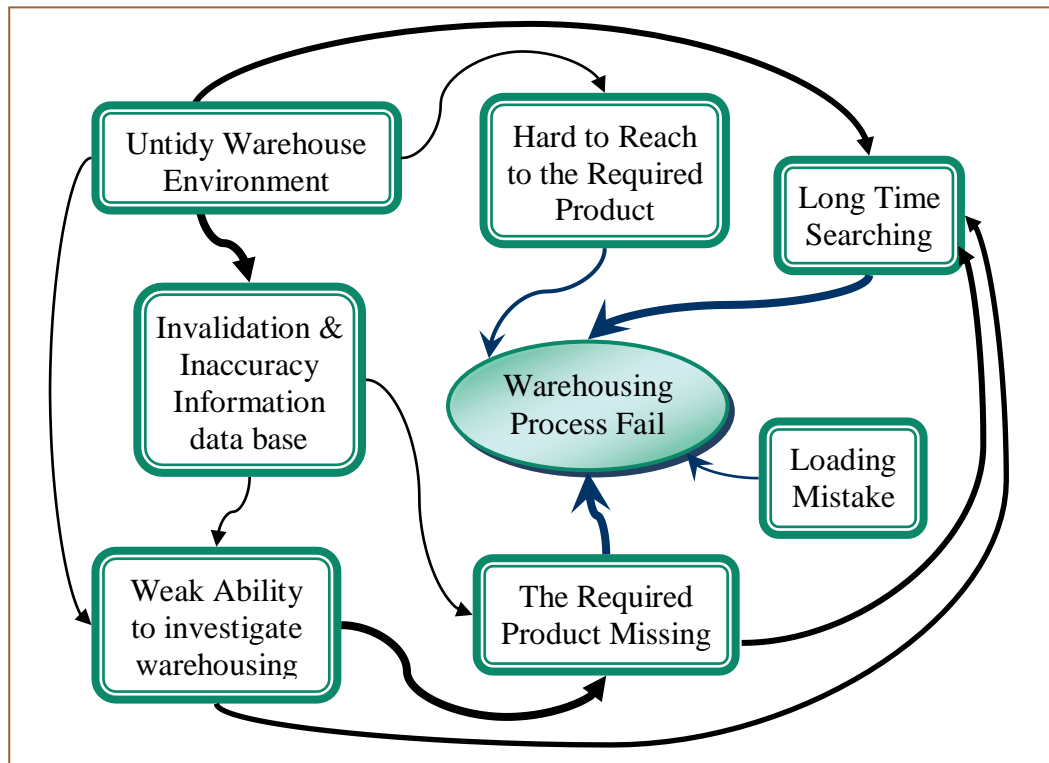 Untidy Warehouse
Environment
Hard to Reach
to the Required
Product
Long Time
Searching
Invalidation &
Inaccuracy
Information
data base
Warehousing
Process Fail
Loading
Mistake
Weak Ability
to investigate
warehousing
The Required
Product Missing